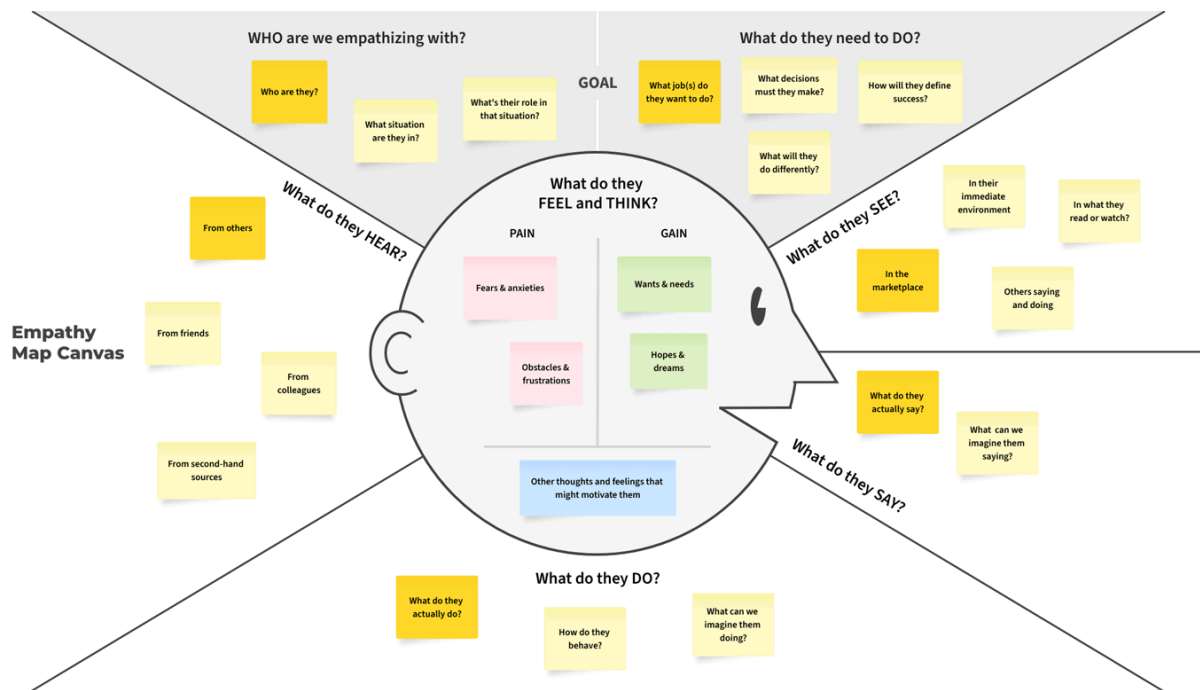 WHO are we empathizing with?
Who are they?
What situation
are they in?
What's their role in
that situation?
GOAL
What do they need to DO?
What job(s) do
they want to do?
What decisions
must they make?
How will they define
success?
What will they
do differently?
What do they HEAR?
From others
From friends
From
colleagues
From second-hand
sources
Empathy
Map Canvas
What do they
FEEL and THINK?
PAIN
Fears & anxieties
Obstacles &
frustrations
GAIN
Wants & needs
Hopes &
dreams
Other thoughts and feelings that
might motivate them
What do they SEE?
In their
immediate
environment
In what they
read or watch?
In the
marketplace
Others saying
and doing
What do they SAY?
What do they
actually say?
What can we
imagine them
saying?
What do they DO?
What do they
actually do?
How do they
behave?
What can we
imagine them
doing?